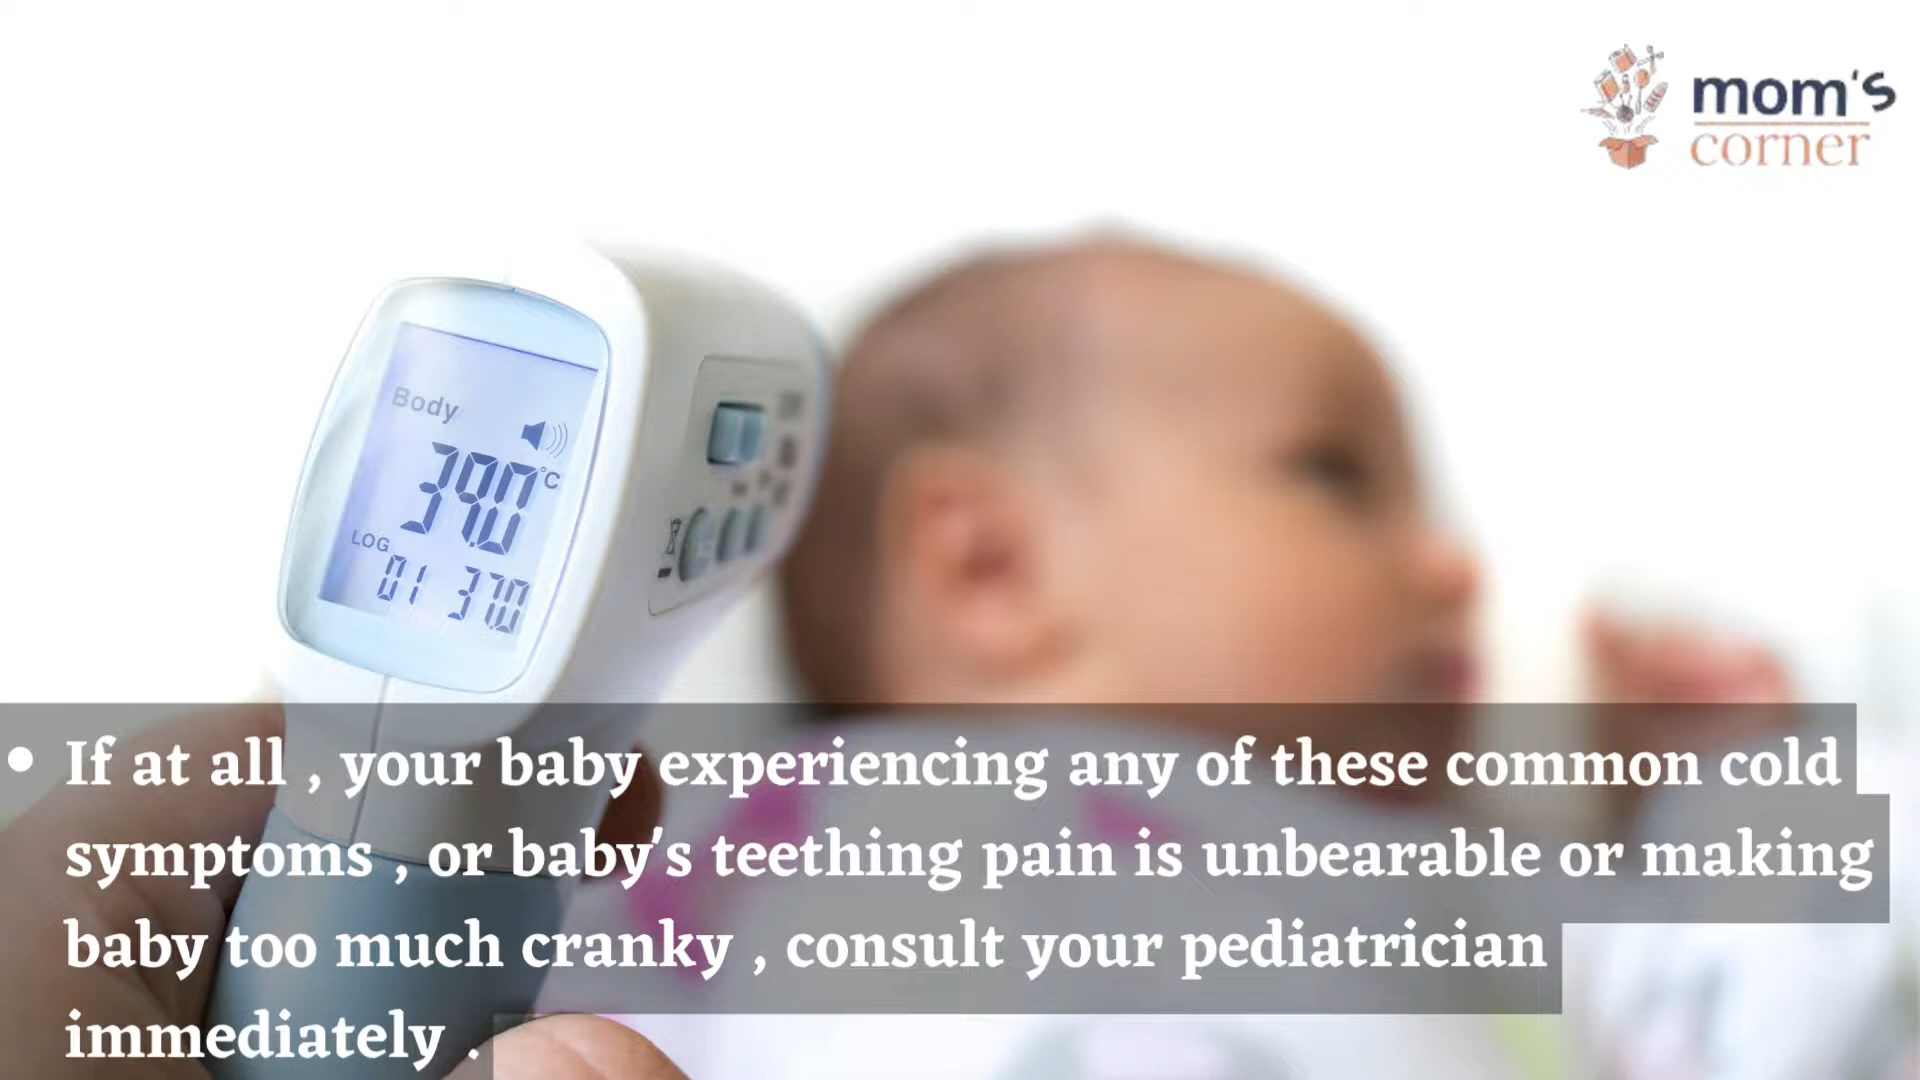 mom's
corner
Body
39.0 °C
LOG
01 37.0
• If at all , your baby experiencing any of these common cold
symptoms , or baby's teething pain is unbearable or making
baby too much cranky , consult your pediatrician
immediately .